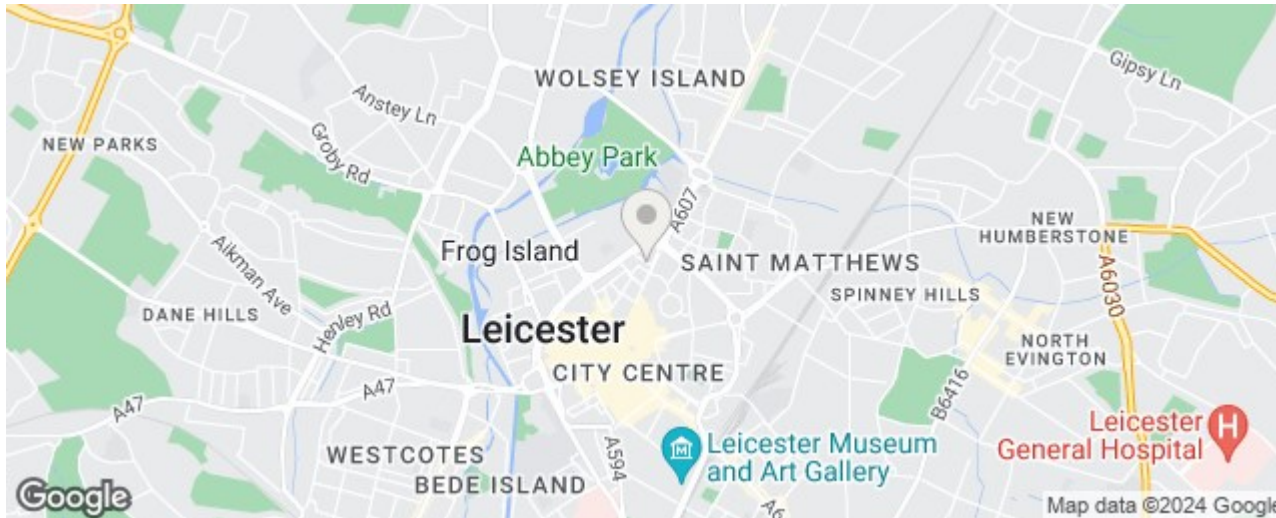 WOLSEY ISLAND
Gipsy Ln
Anstey Ln
NEW PARKS
Groby Rd
Abbey Park
A607
NEW
HUMBERSTONE
Frog Island
SAINT MATTHEWS
Aikman Ave
A6030
SPINNEY HILLS
DANE HILLS
Henley Rd
Leicester
NORTH
EVINGTON
CITY CENTRE
A47
A47
B6416
Leicester
General Hospital
H
A594
Leicester Museum
and Art Gallery
M
WESTCOTES
BEDE ISLAND
Google
Map data ©2024 Google